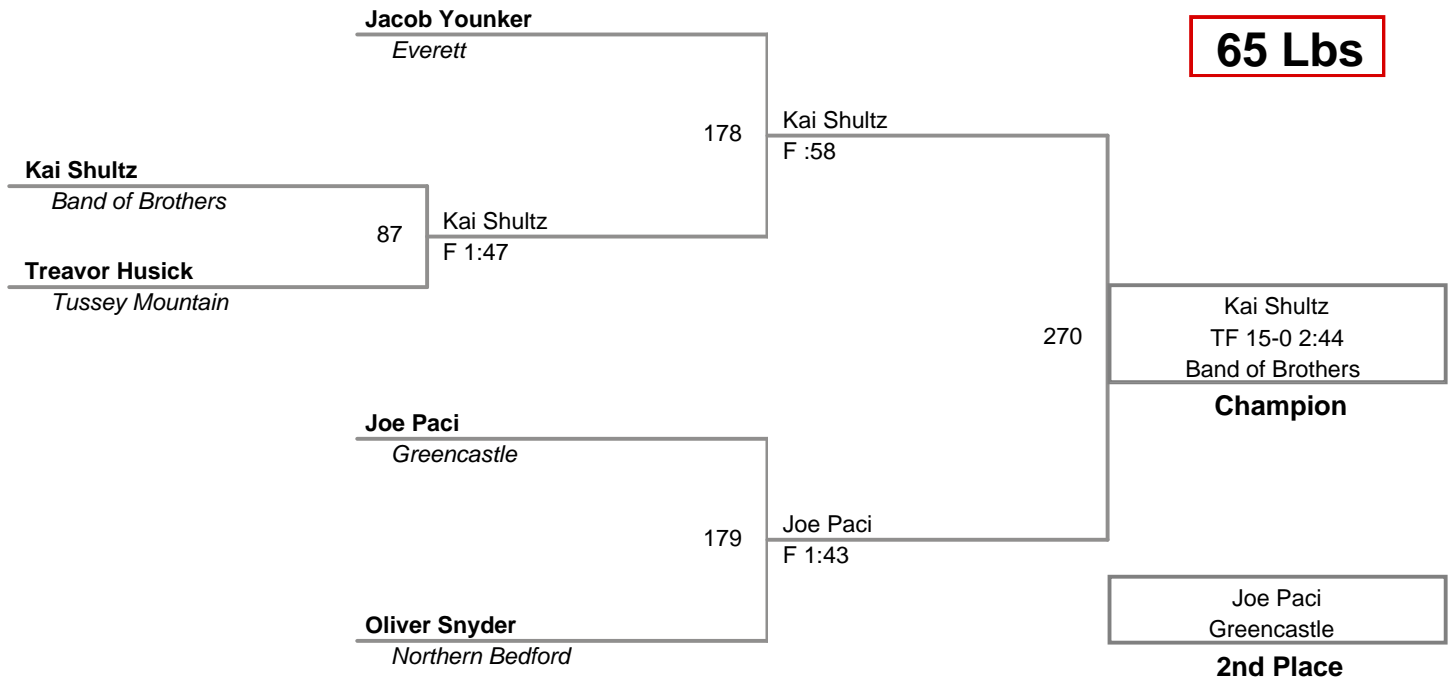 Jacob Younker
Everett
65 Lbs
178
Kai Shultz
F :58
Kai Shultz
Band of Brothers
87
Kai Shultz
F 1:47
Treavor Husick
Tussey Mountain
270
Kai Shultz
TF 15-0 2:44
Band of Brothers
Champion
Joe Paci
Greencastle
179
Joe Paci
F 1:43
Oliver Snyder
Northern Bedford
Joe Paci
Greencastle
2nd Place